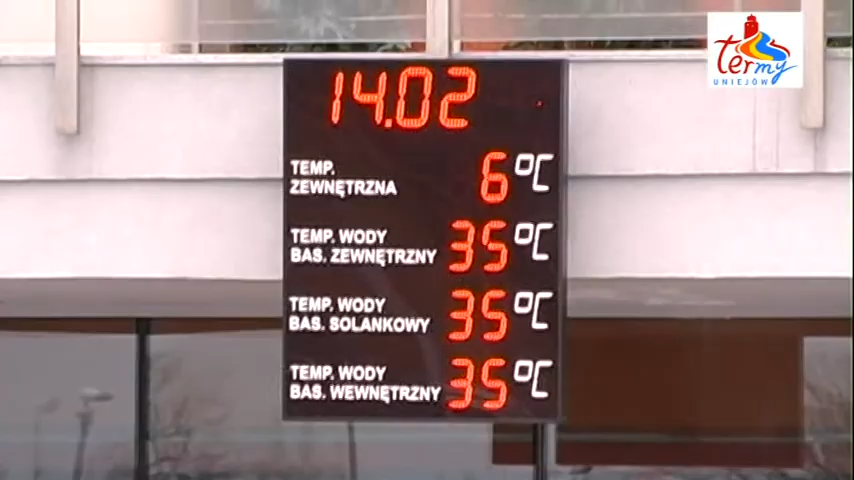 termy
UNIEJÓW
14.02
TEMP.
ZEWNĘTRZNA 6 °C
TEMP. WODY
BAS. ZEWNĘTRZNY 35 °C
TEMP. WODY
BAS. SOLANKOWY 35 °C
TEMP. WODY
BAS. WEWNĘTRZNY 35 °C